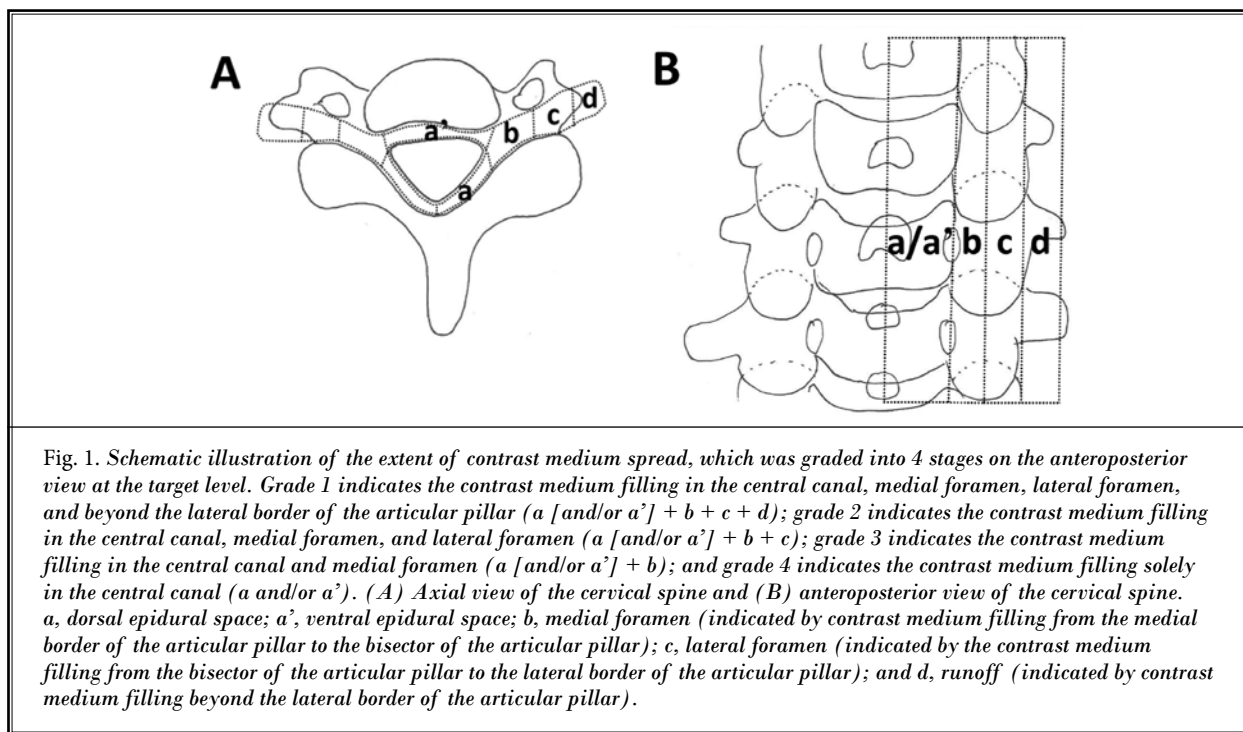 A
a’
b
c
d
a
B
a/a’ b c d
Fig. 1. Schematic illustration of the extent of contrast medium spread, which was graded into 4 stages on the anteroposterior
view at the target level. Grade 1 indicates the contrast medium filling in the central canal, medial foramen, lateral foramen,
and beyond the lateral border of the articular pillar (a [and/or a’] + b + c + d); grade 2 indicates the contrast medium filling
in the central canal, medial foramen, and lateral foramen (a [and/or a’] + b + c); grade 3 indicates the contrast medium
filling in the central canal and medial foramen (a [and/or a’] + b); and grade 4 indicates the contrast medium filling solely
in the central canal (a and/or a’). (A) Axial view of the cervical spine and (B) anteroposterior view of the cervical spine.
a, dorsal epidural space; a’, ventral epidural space; b, medial foramen (indicated by contrast medium filling from the medial
border of the articular pillar to the bisector of the articular pillar); c, lateral foramen (indicated by the contrast medium
filling from the bisector of the articular pillar to the lateral border of the articular pillar); and d, runoff (indicated by contrast
medium filling beyond the lateral border of the articular pillar).